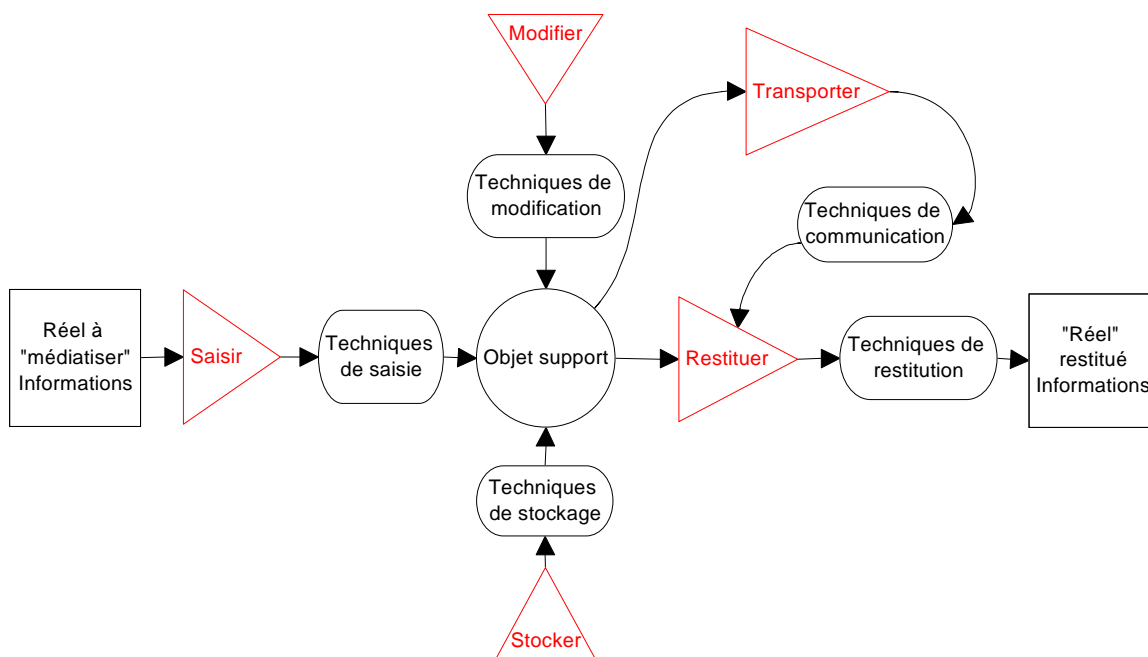 Modifier
Transporter
Techniques de
modification
Techniques de
communication
Réel à
"médiatiser"
Informations
Saisir
Techniques
de saisie
Objet support
Restituer
Techniques de
restitution
"Réel"
restitué
Informations
Techniques
de stockage
Stocker